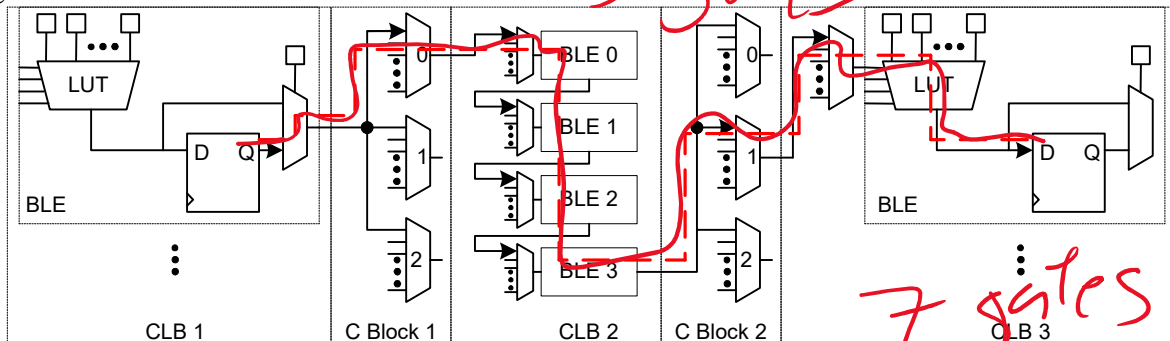 LUT
D Q
BLE
CLB 1
0
1
2
C Block 1
BLE 0
BLE 1
BLE 2
BLE 3
CLB 2
0
1
2
C Block 2
LUT
D Q
BLE
7 gates
CLB 3